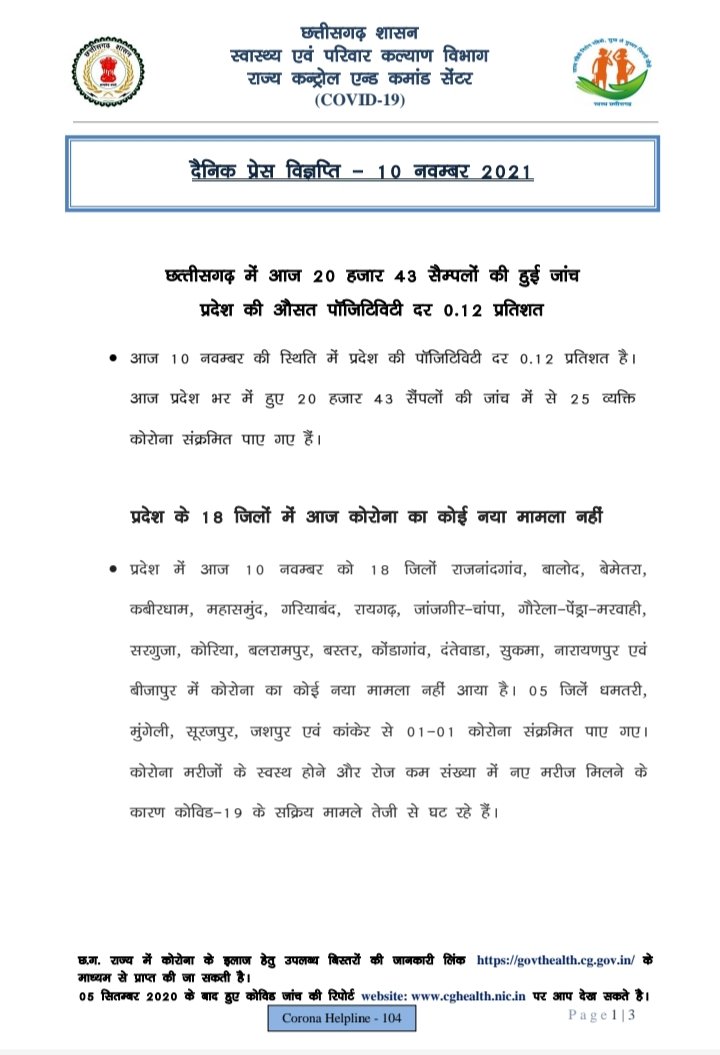 छत्तीसगढ़ शासन
स्वास्थ्य एवं परिवार कल्याण विभाग
राज्य कन्ट्रोल एन्ड कमांड सेंटर
(COVID-19)
छत्तीसगढ़ शासन
स्वस्थ छत्तीसगढ़
दैनिक प्रेस विज्ञप्ति – 10 नवम्बर 2021
छत्तीसगढ़ में आज 20 हजार 43 सैम्पलों की हुई जांच
प्रदेश की औसत पॉजिटिविटी दर 0.12 प्रतिशत
• आज 10 नवम्बर की स्थिति में प्रदेश की पॉजिटिविटी दर 0.12 प्रतिशत है।
आज प्रदेश भर में हुए 20 हजार 43 सैंपलों की जांच में से 25 व्यक्ति
कोरोना संक्रमित पाए गए हैं।
प्रदेश के 18 जिलों में आज कोरोना का कोई नया मामला नहीं
• प्रदेश में आज 10 नवम्बर को 18 जिलों राजनांदगांव, बालोद, बेमेतरा,
कबीरधाम, महासमुंद, गरियाबंद, रायगढ़, जांजगीर-चांपा, गौरेला-पेंड्रा-मरवाही,
सरगुजा, कोरिया, बलरामपुर, बस्तर, कोंडागांव, दंतेवाडा, सुकमा, नारायणपुर एवं
बीजापुर में कोरोना का कोई नया मामला नहीं आया है। 05 जिलें धमतरी,
मुंगेली, सूरजपुर, जशपुर एवं कांकेर से 01-01 कोरोना संक्रमित पाए गए।
कोरोना मरीजों के स्वस्थ होने और रोज कम संख्या में नए मरीज मिलने के
कारण कोविड-19 के सक्रिय मामले तेजी से घट रहे हैं।
छ.ग. राज्य में कोरोना के इलाज हेतु उपलब्ध बिस्तरों की जानकारी लिंक https://govthealth.cg.gov.in/ के
माध्यम से प्राप्त की जा सकती है।
05 सितम्बर 2020 के बाद हुए कोविड जांच की रिपोर्ट website: www.cghealth.nic.in पर आप देख सकते है।
Corona Helpline - 104
Page1|3